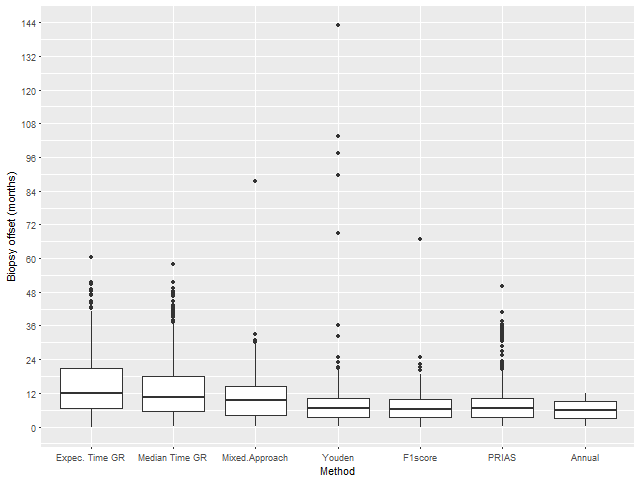 144
132
120
108
96
84
72
60
48
36
24
12
0
Biopsy offset (months)
Expec. Time GR
Median Time GR
Mixed.Approach
Youden
F1score
PRIAS
Annual
Method